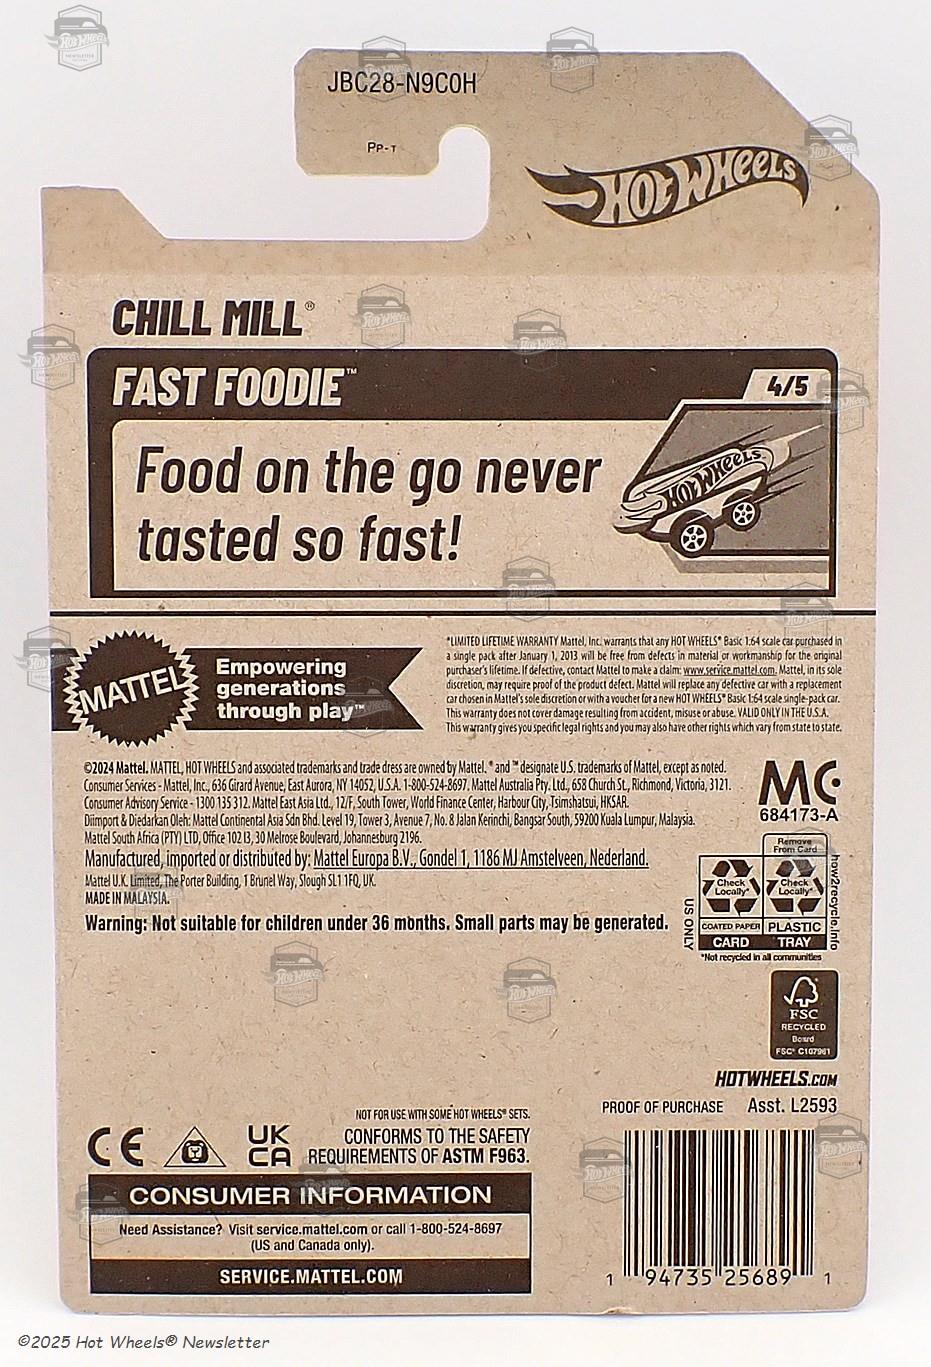 JBC28-N9C0H
PP-T
HOT WHEELS
CHILL MILL®
FAST FOODIE™
4/5
Food on the go never
tasted so fast!
HOT WHEELS
MATTEL
Empowering
generations
through play™
*LIMITED LIFETIME WARRANTY Mattel, Inc. warrants that any HOT WHEELS® Basic 1:64 scale car purchased in
a single pack after January 1, 2013 will be free from defects in material or workmanship for the original
purchaser's lifetime. If defective, contact Mattel to make a claim: www.service.mattel.com. Mattel, in its sole
discretion, may require proof of the product defect. Mattel will replace any defective car with a replacement
car chosen in Mattel's sole discretion or with a voucher for a new HOT WHEELS® Basic 1:64 scale single-pack car.
This warranty does not cover damage resulting from accident, misuse or abuse. VALID ONLY IN THE U.S.A.
This warranty gives you specific legal rights and you may also have other rights which vary from state to state.
©2024 Mattel. MATTEL, HOT WHEELS and associated trademarks and trade dress are owned by Mattel. ® and ™ designate U.S. trademarks of Mattel, except as noted.
Consumer Services - Mattel, Inc., 636 Girard Avenue, East Aurora, NY 14052, U.S.A. 1-800-524-8697. Mattel Australia Pty. Ltd., 658 Church St., Richmond, Victoria, 3121.
Consumer Advisory Service - 1300 135 312. Mattel East Asia Ltd., 12/F, South Tower, World Finance Center, Harbour City, Tsimshatsui, HKSAR.
Diimport & Diedarkan Oleh: Mattel Continental Asia Sdn Bhd. Level 19, Tower 3, Avenue 7, No. 8 Jalan Kerinchi, Bangsar South, 59200 Kuala Lumpur, Malaysia.
Mattel South Africa (PTY) LTD, Office 102 I3, 30 Melrose Boulevard, Johannesburg 2196.
Manufactured, imported or distributed by: Mattel Europa B.V., Gondel 1, 1186 MJ Amstelveen, Nederland.
Mattel U.K. Limited, The Porter Building, 1 Brunel Way, Slough SL1 1FQ, UK.
MADE IN MALAYSIA.
Warning: Not suitable for children under 36 months. Small parts may be generated.
MC
684173-A
Remove
From Card
Check
Locally*
Check
Locally*
COATED PAPER
PLASTIC
CARD
TRAY
US ONLY
how2recycle.info
*Not recycled in all communities
FSC
RECYCLED
Board
FSC® C107961
HOTWHEELS.COM
PROOF OF PURCHASE
Asst. L2593
NOT FOR USE WITH SOME HOT WHEELS® SETS.
CE
UK
CA
CONFORMS TO THE SAFETY
REQUIREMENTS OF ASTM F963.
CONSUMER INFORMATION
Need Assistance? Visit service.mattel.com or call 1-800-524-8697
(US and Canada only).
SERVICE.MATTEL.COM
1 94735 25689 1
©2025 Hot Wheels® Newsletter